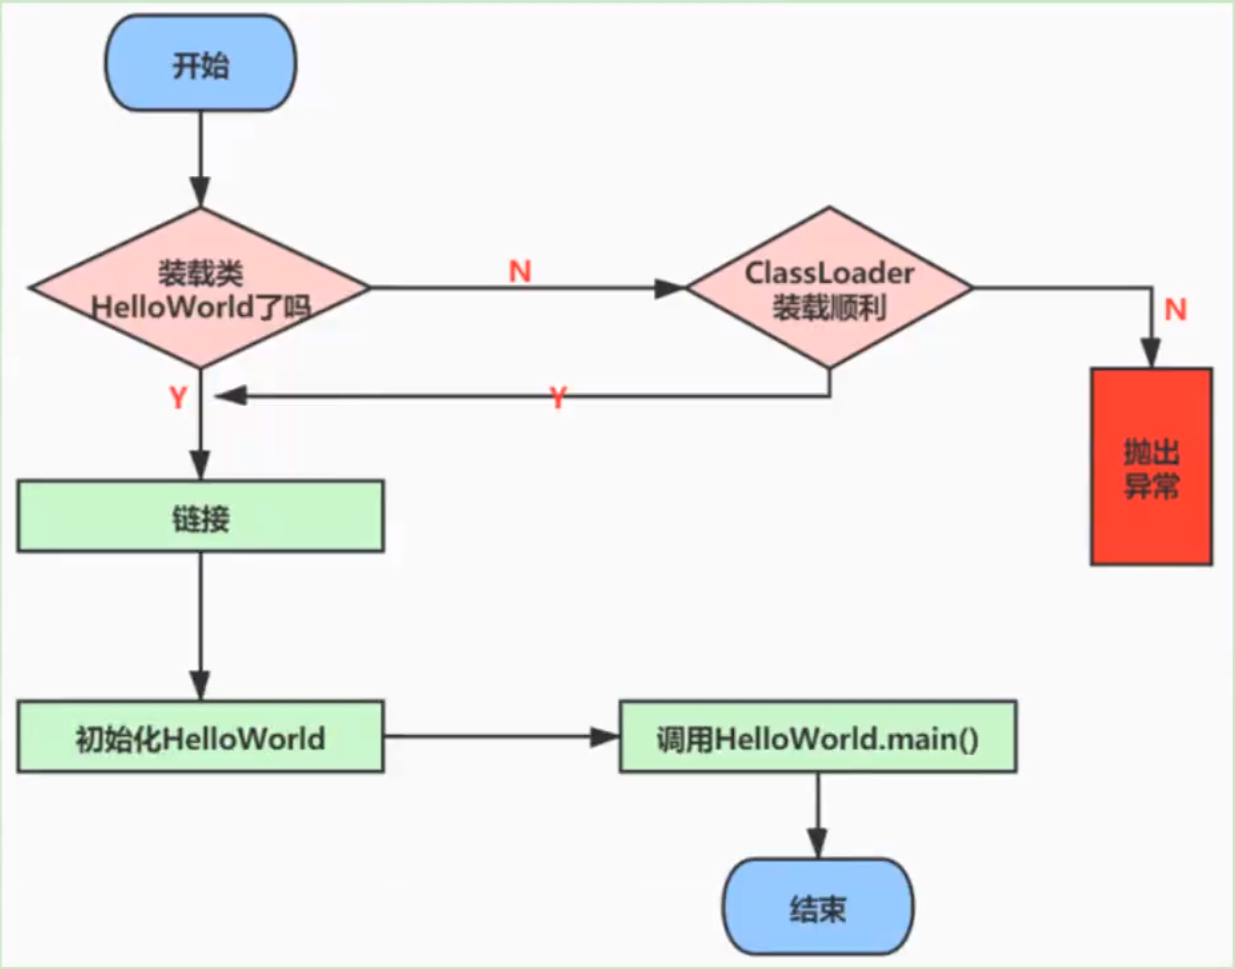 开始
装载类
HelloWorld了吗
N
ClassLoader
装载顺利
N
Y
Y
抛出
异常
链接
初始化HelloWorld
调用HelloWorld.main()
结束